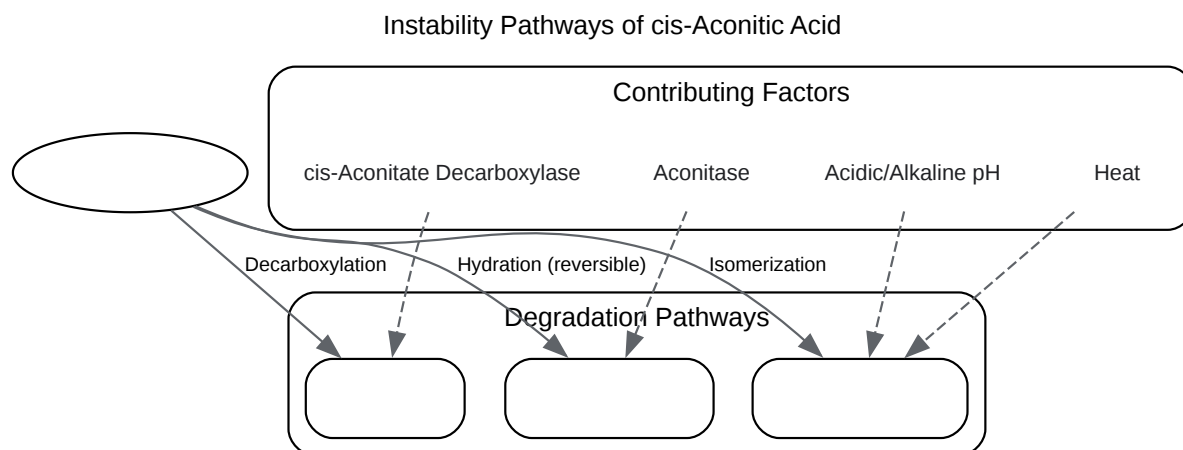 Instability Pathways of cis-Aconitic Acid
Contributing Factors
cis-Aconitate Decarboxylase
Aconitase
Acidic/Alkaline pH
Heat
Decarboxylation
Hydration (reversible)
Isomerization
Degradation Pathways